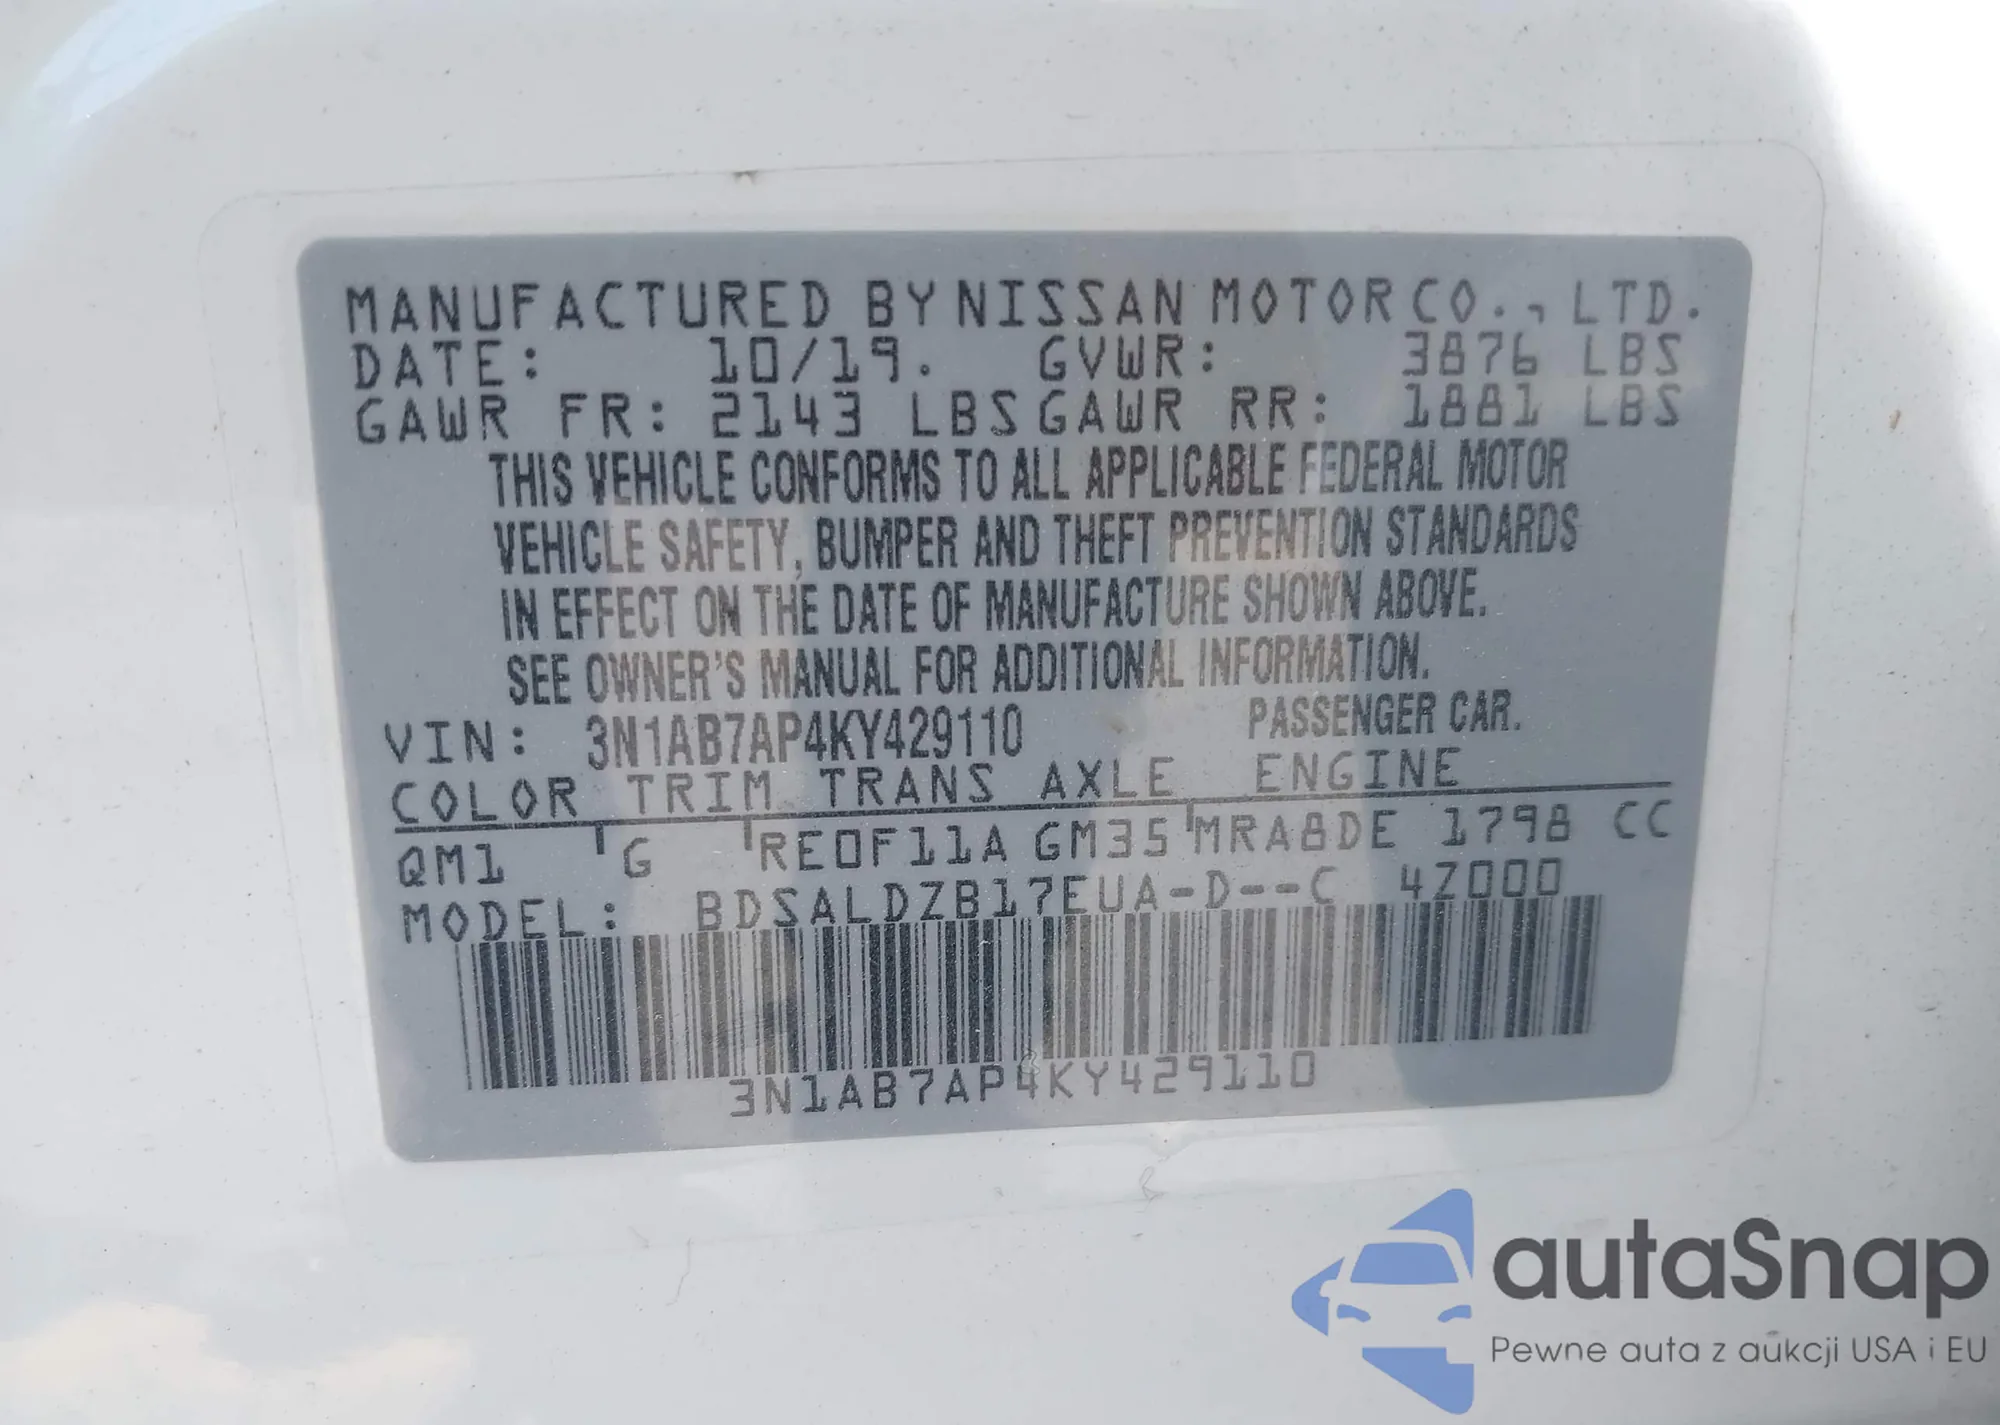 MANUFACTURED BY NISSAN MOTOR CO., LTD.
DATE: 10/19. GVWR: 3876 LBS
GAWR FR: 2143 LBS GAWR RR: 1881 LBS
THIS VEHICLE CONFORMS TO ALL APPLICABLE FEDERAL MOTOR
VEHICLE SAFETY, BUMPER AND THEFT PREVENTION STANDARDS
IN EFFECT ON THE DATE OF MANUFACTURE SHOWN ABOVE.
SEE OWNER'S MANUAL FOR ADDITIONAL INFORMATION.
VIN: 3N1AB7AP4KY429110 PASSENGER CAR.
COLOR TRIM TRANS AXLE ENGINE
QM1 G RE0F11A GM35 MRA8DE 1798 CC
MODEL: BDSALDZB17EUA-D--C 4Z000
3N1AB7AP4KY429110
autaSnap
Pewne auta z aukcji USA i EU